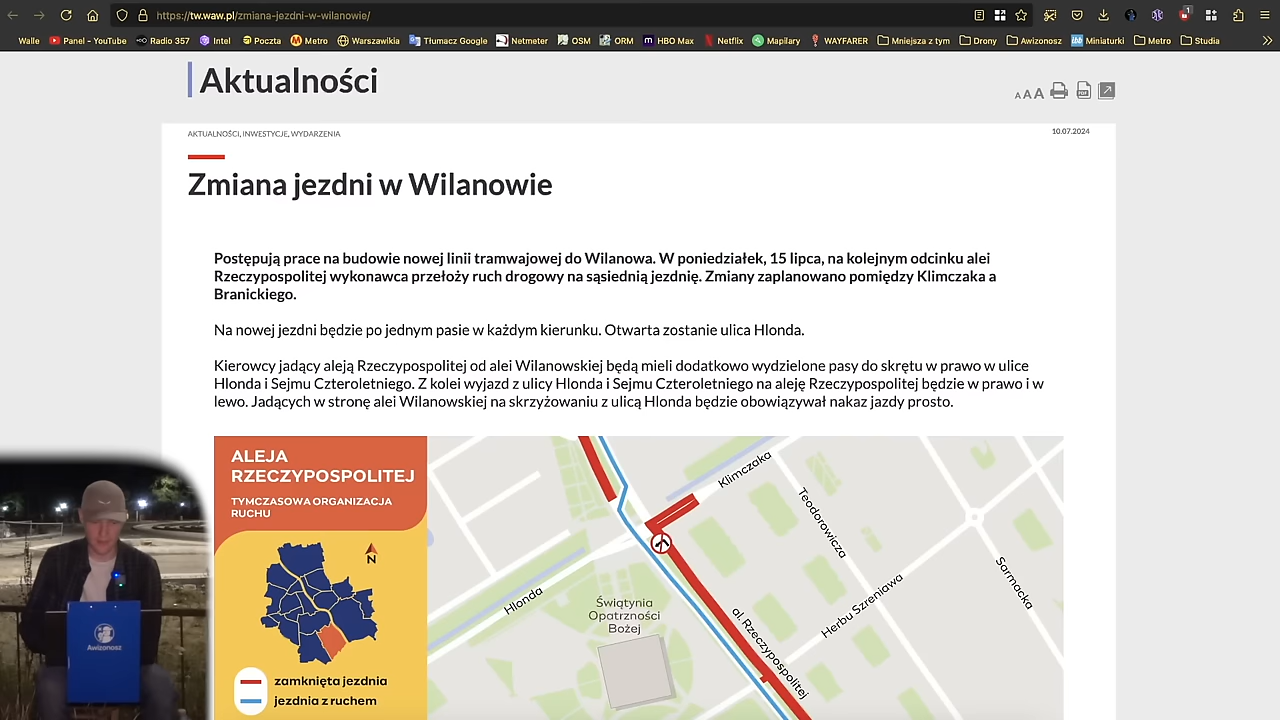 https://tw.waw.pl/zmiana-jezdni-w-wilanowie/
Walle Panel - YouTube Radio 357 Intel Poczta Metro Warszawikia Tłumacz Google Netmeter OSM ORM HBO Max Netflix Mapilary WAYFARER Mniejsza z tym Drony Awizonosz Miniaturki Metro Studia
Aktualności
A A A
PDF
AKTUALNOŚCI, INWESTYCJE, WYDARZENIA
10.07.2024
Zmiana jezdni w Wilanowie
Postępują prace na budowie nowej linii tramwajowej do Wilanowa. W poniedziałek, 15 lipca, na kolejnym odcinku alei
Rzeczypospolitej wykonawca przełoży ruch drogowy na sąsiednią jezdnię. Zmiany zaplanowano pomiędzy Klimczaka a
Branickiego.
Na nowej jezdni będzie po jednym pasie w każdym kierunku. Otwarta zostanie ulica Hlonda.
Kierowcy jadący aleją Rzeczypospolitej od alei Wilanowskiej będą mieli dodatkowo wydzielone pasy do skrętu w prawo w ulice
Hlonda i Sejmu Czteroletniego. Z kolei wyjazd z ulicy Hlonda i Sejmu Czteroletniego na aleję Rzeczypospolitej będzie w prawo i w
lewo. Jadących w stronę alei Wilanowskiej na skrzyżowaniu z ulicą Hlonda będzie obowiązywał nakaz jazdy prosto.
ALEJA
RZECZYPOSPOLITEJ
TYMCZASOWA ORGANIZACJA
RUCHU
N
zamknięta jezdnia
jezdnia z ruchem
Klimczaka
Teodorowicza
Sarmacka
Herbu Szreniawa
Hlonda
Świątynia
Opatrzności
Bożej
al. Rzeczypospolitej
Awizonosz